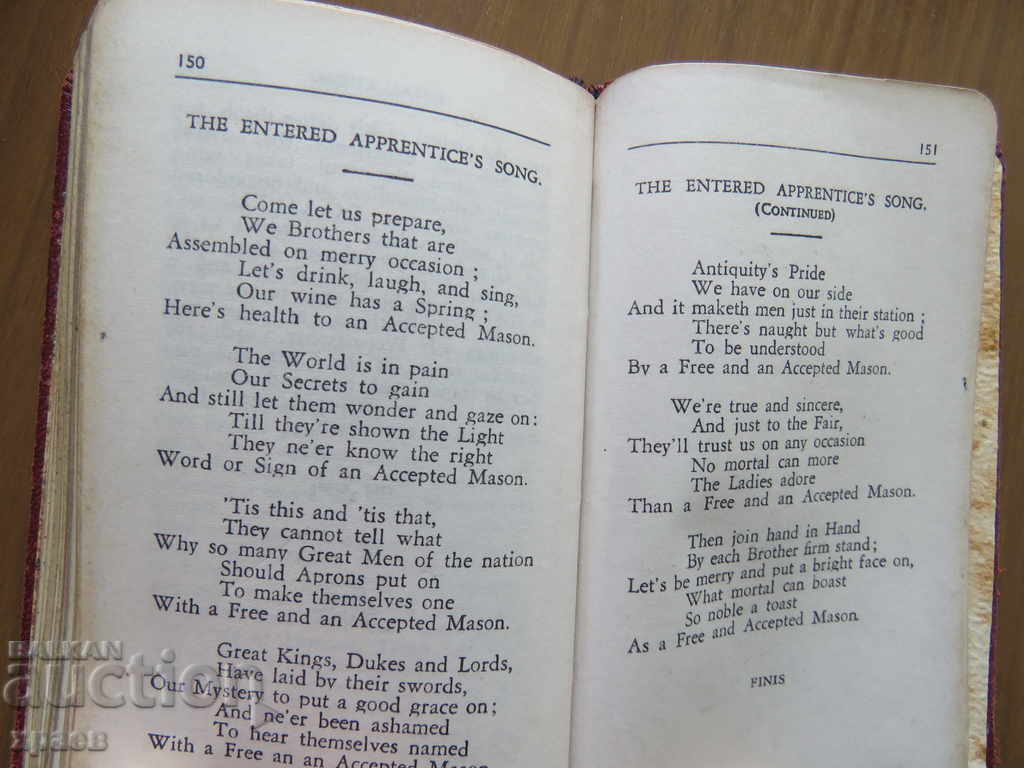 150
THE ENTERED APPRENTICE'S SONG.
Come let us prepare,
We Brothers that are
Assembled on merry occasion ;
Let's drink, laugh, and sing,
Our wine has a Spring ;
Here's health to an Accepted Mason.
The World is in pain
Our Secrets to gain
And still let them wonder and gaze on:
Till they're shown the Light
They ne'er know the right
Word or Sign of an Accepted Mason.
'Tis this and 'tis that,
They cannot tell what
Why so many Great Men of the nation
Should Aprons put on
To make themselves one
With a Free and an Accepted Mason.
Great Kings, Dukes and Lords,
Have laid by their swords,
Our Mystery to put a good grace on ;
And ne'er been ashamed
To hear themselves named
With a Free an an Accepted Mason.
151
THE ENTERED APPRENTICE'S SONG.
(CONTINUED)
Antiquity's Pride
We have on our side
And it maketh men just in their station ;
There's naught but what's good
To be understood
By a Free and an Accepted Mason.
We're true and sincere,
And just to the Fair,
They'll trust us on any occasion
No mortal can more
The Ladies adore
Than a Free and an Accepted Mason.
Then join hand in Hand
By each Brother firm stand;
Let's be merry and put a bright face on,
What mortal can boast
So noble a toast
As a Free and Accepted Mason.
FINIS
BALKAN
auction
храев